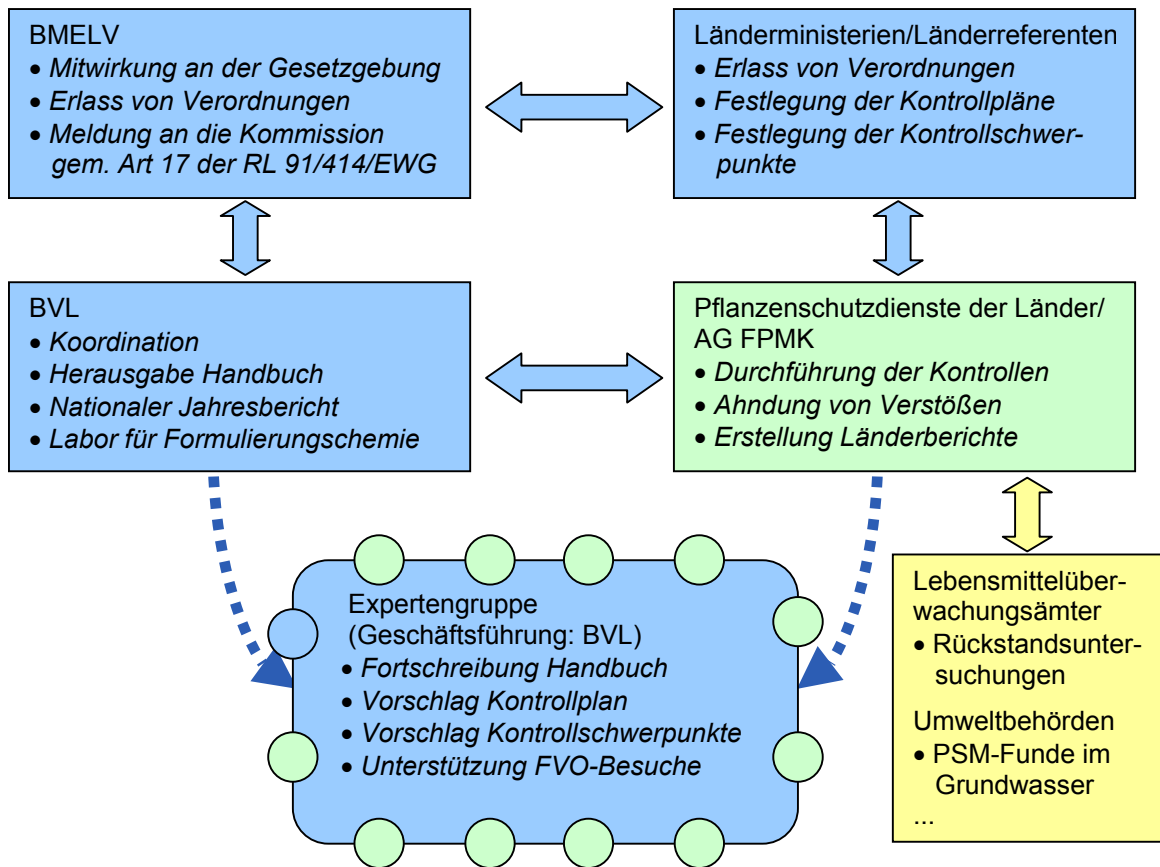 BMELV
• Mitwirkung an der Gesetzgebung
• Erlass von Verordnungen
• Meldung an die Kommission
gem. Art 17 der RL 91/414/EWG
Länderministerien/Länderreferenten
• Erlass von Verordnungen
• Festlegung der Kontrollpläne
• Festlegung der Kontrollschwer-
punkte
BVL
• Koordination
• Herausgabe Handbuch
• Nationaler Jahresbericht
• Labor für Formulierungschemie
Pflanzenschutzdienste der Länder/
AG FPMK
• Durchführung der Kontrollen
• Ahndung von Verstößen
• Erstellung Länderberichte
Expertengruppe
(Geschäftsführung: BVL)
• Fortschreibung Handbuch
• Vorschlag Kontrollplan
• Vorschlag Kontrollschwerpunkte
• Unterstützung FVO-Besuche
Lebensmittelüber-
wachungsämter
• Rückstandsunter-
suchungen
Umweltbehörden
• PSM-Funde im
Grundwasser
...